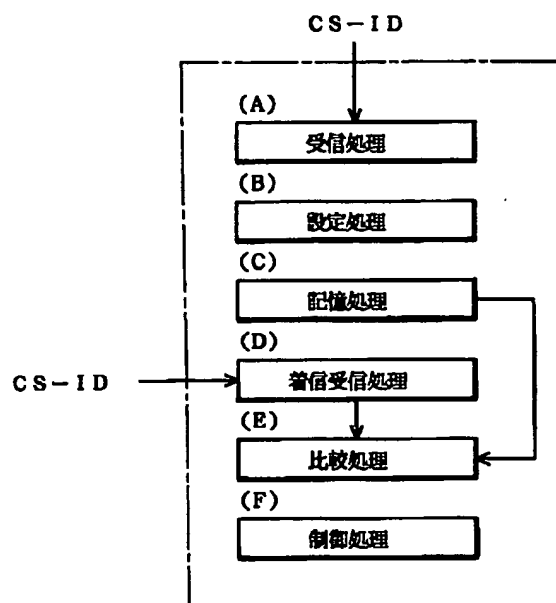 CS-ID
(A)
受信処理
(B)
設定処理
(C)
記憶処理
(D)
CS-ID
着信受信処理
(E)
比較処理
(F)
制御処理